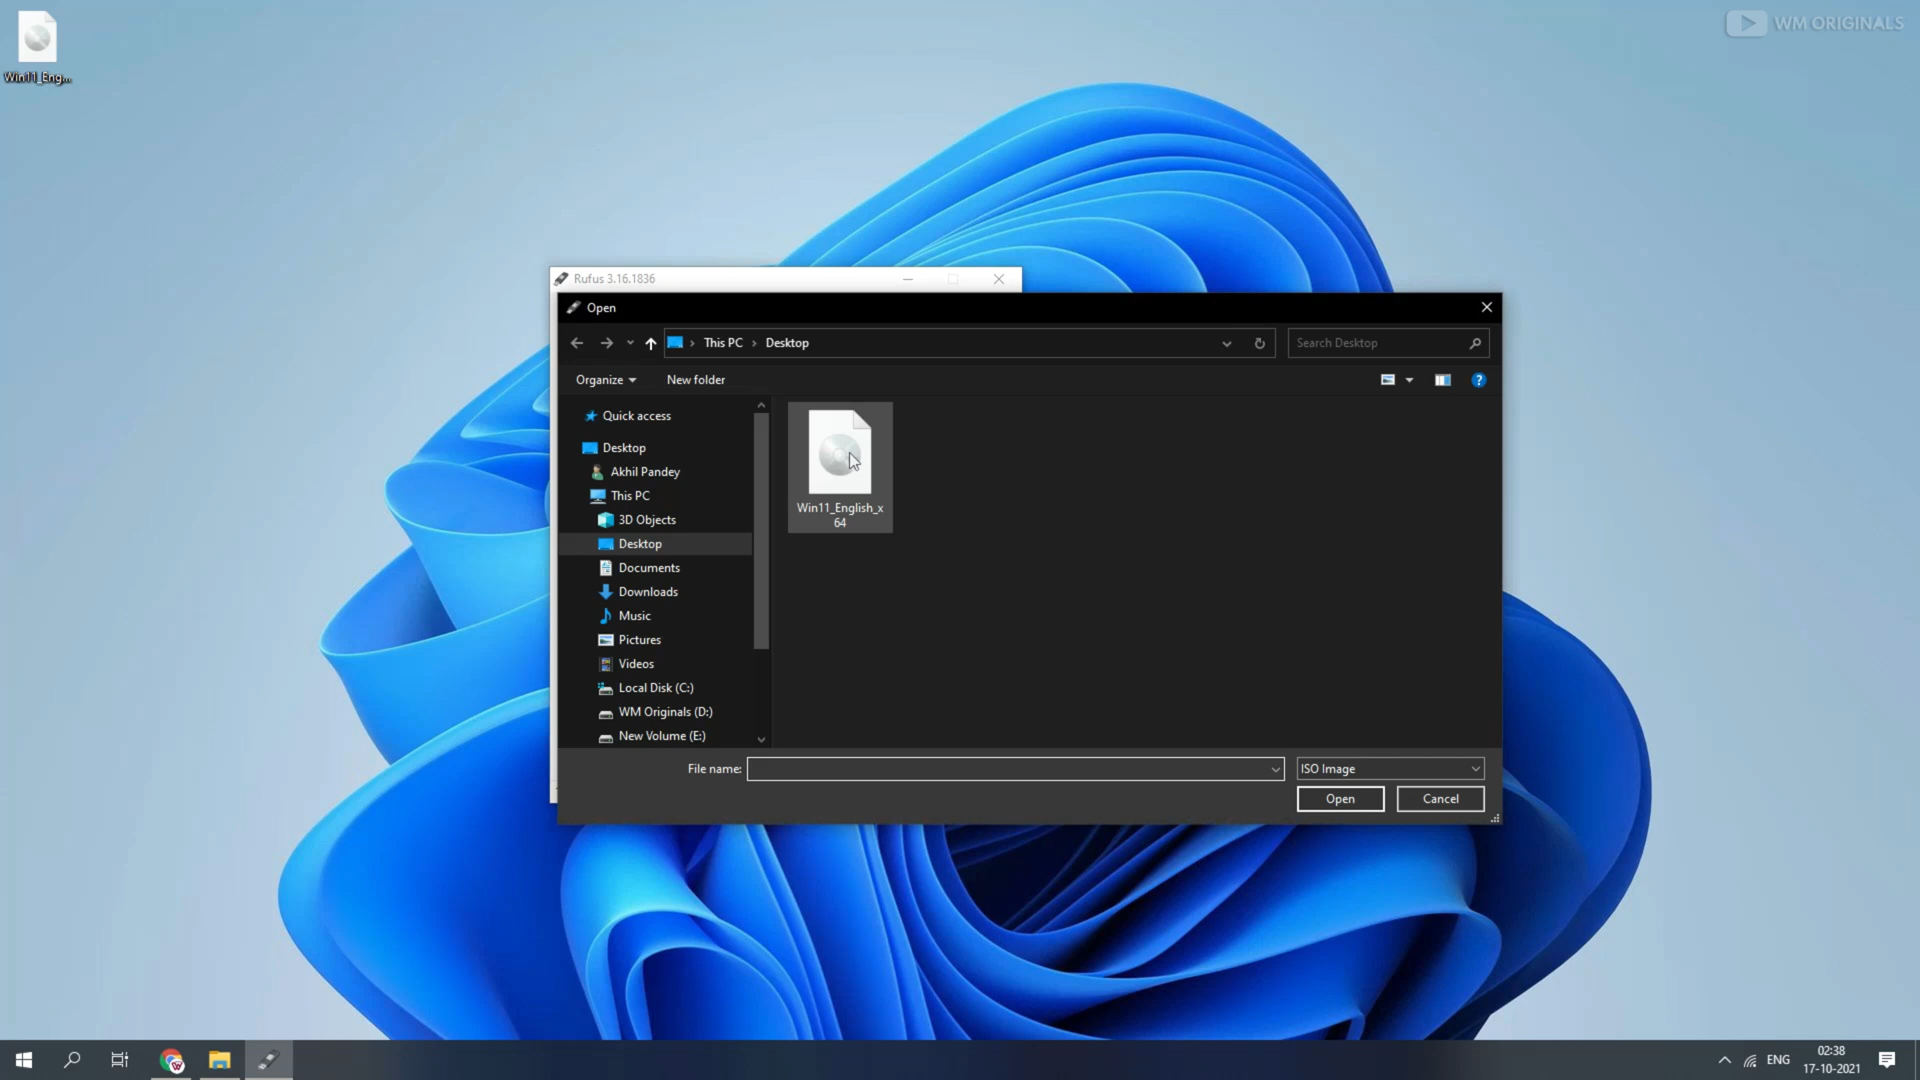 WM ORIGINALS
Win11_Eng...
Rufus 3.16.1836
Open
This PC > Desktop
Search Desktop
Organize
New folder
Quick access
Desktop
Akhil Pandey
This PC
3D Objects
Desktop
Documents
Downloads
Music
Pictures
Videos
Local Disk (C:)
WM Originals (D:)
New Volume (E:)
Win11_English_x
64
File name:
ISO Image
Open
Cancel
ENG
02:38
17-10-2021